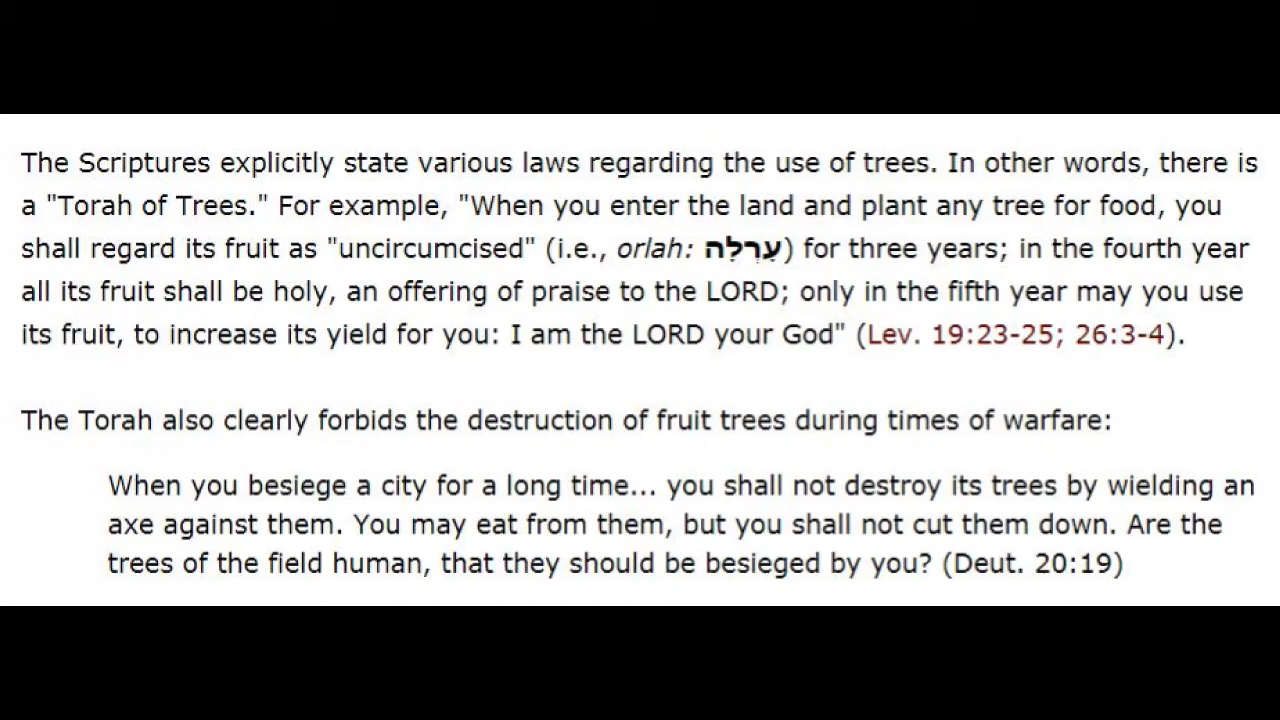 The Scriptures explicitly state various laws regarding the use of trees. In other words, there is
a "Torah of Trees." For example, "When you enter the land and plant any tree for food, you
shall regard its fruit as "uncircumcised" (i.e., orlah: עָרְלִה) for three years; in the fourth year
all its fruit shall be holy, an offering of praise to the LORD; only in the fifth year may you use
its fruit, to increase its yield for you: I am the LORD your God" (Lev. 19:23-25; 26:3-4).
The Torah also clearly forbids the destruction of fruit trees during times of warfare:
When you besiege a city for a long time... you shall not destroy its trees by wielding an
axe against them. You may eat from them, but you shall not cut them down. Are the
trees of the field human, that they should be besieged by you? (Deut. 20:19)